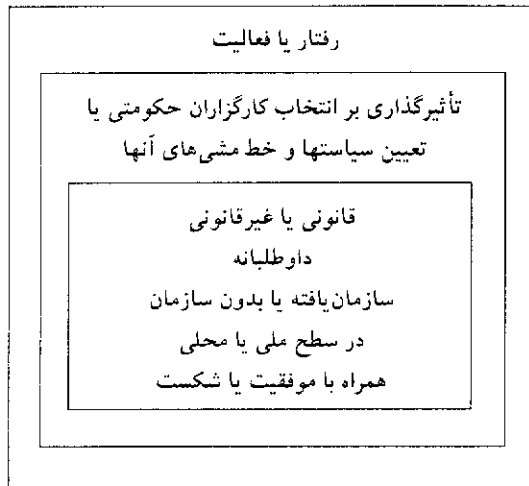 رفتار یا فعالیت
تأثیرگذاری بر انتخاب کارگزاران حکومتی یا
تعیین سیاستها و خط مشی‌های آنها
قانونی یا غیرقانونی
داوطلبانه
سازمان‌یافته یا بدون سازمان
در سطح ملی یا محلی
همراه با موفقیت یا شکست